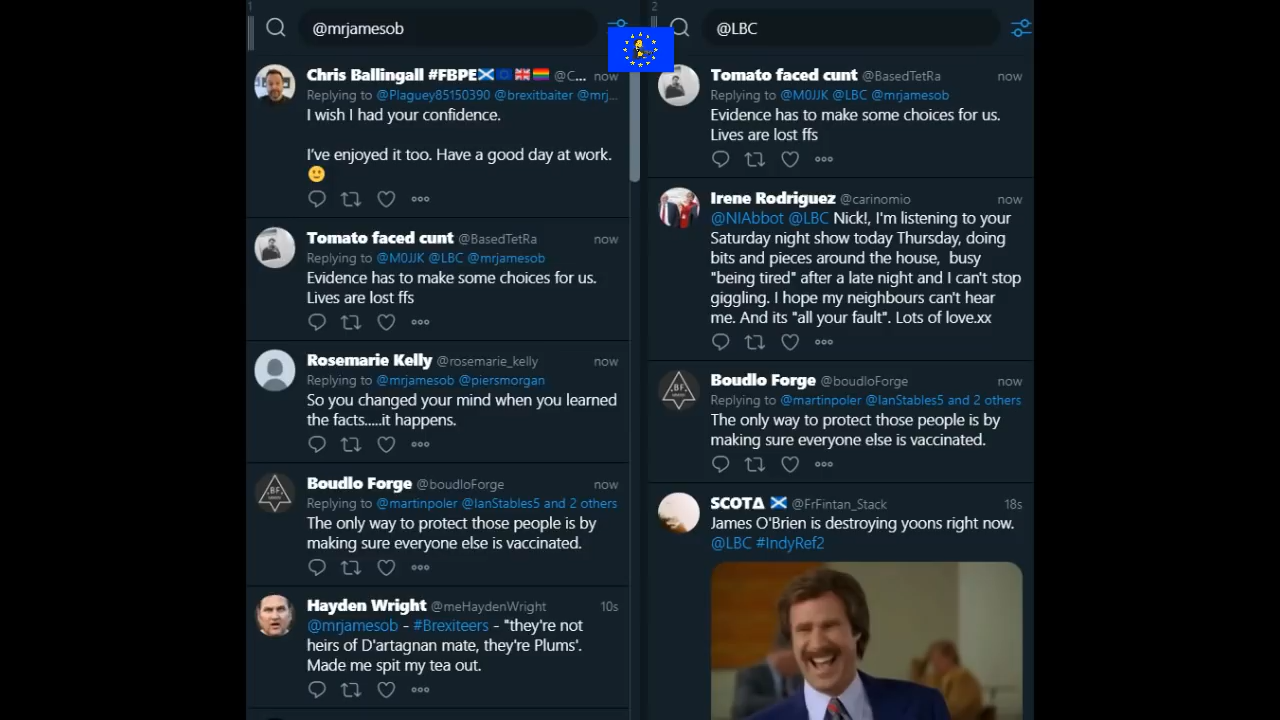 1
@mrjamesob
Chris Ballingall #FBPE🏴󠁧󠁢󠁳󠁣󠁴󠁿🇪🇺🇬🇧🏳️‍🌈 @C... now
Replying to @Plaguey85150390 @brexitbaiter @mrj...
I wish I had your confidence.
I've enjoyed it too. Have a good day at work.
🙂
Tomato faced cunt @BasedTetRa now
Replying to @M0JJK @LBC @mrjamesob
Evidence has to make some choices for us.
Lives are lost ffs
Rosemarie Kelly @rosemarie_kelly now
Replying to @mrjamesob @piersmorgan
So you changed your mind when you learned
the facts.....it happens.
Boudlo Forge @boudloForge now
Replying to @martinpoler @IanStables5 and 2 others
The only way to protect those people is by
making sure everyone else is vaccinated.
Hayden Wright @meHaydenWright 10s
@mrjamesob - #Brexiteers - "they're not
heirs of D'artagnan mate, they're Plums'.
Made me spit my tea out.
2
@LBC
Tomato faced cunt @BasedTetRa now
Replying to @M0JJK @LBC @mrjamesob
Evidence has to make some choices for us.
Lives are lost ffs
Irene Rodriguez @carinomio now
@NIAbbot @LBC Nick!, I'm listening to your
Saturday night show today Thursday, doing
bits and pieces around the house, busy
"being tired" after a late night and I can't stop
giggling. I hope my neighbours can't hear
me. And its "all your fault". Lots of love.xx
Boudlo Forge @boudloForge now
Replying to @martinpoler @IanStables5 and 2 others
The only way to protect those people is by
making sure everyone else is vaccinated.
SCOTΔ 🏴󠁧󠁢󠁳󠁣󠁴󠁿 @FrFintan_Stack 18s
James O'Brien is destroying yoons right now.
@LBC #IndyRef2